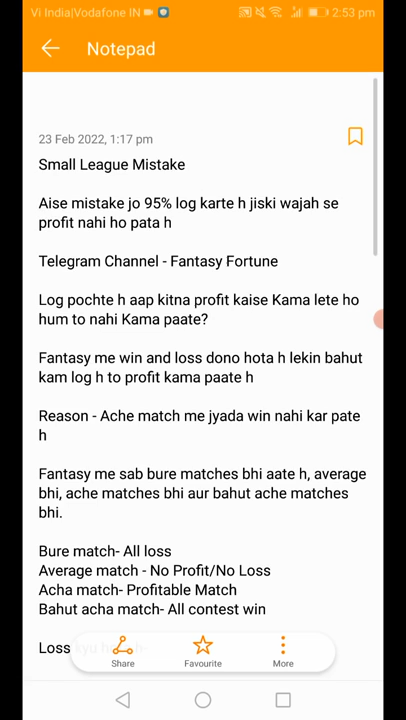 Vi India|Vodafone IN
2:53 pm
Notepad
23 Feb 2022, 1:17 pm
Small League Mistake
Aise mistake jo 95% log karte h jiski wajah se
profit nahi ho pata h
Telegram Channel - Fantasy Fortune
Log pochte h aap kitna profit kaise Kama lete ho
hum to nahi Kama paate?
Fantasy me win and loss dono hota h lekin bahut
kam log h to profit kama paate h
Reason - Ache match me jyada win nahi kar pate
h
Fantasy me sab bure matches bhi aate h, average
bhi, ache matches bhi aur bahut ache matches
bhi.
Bure match- All loss
Average match - No Profit/No Loss
Acha match- Profitable Match
Bahut acha match- All contest win
Loss kyu
Share
Favourite
More